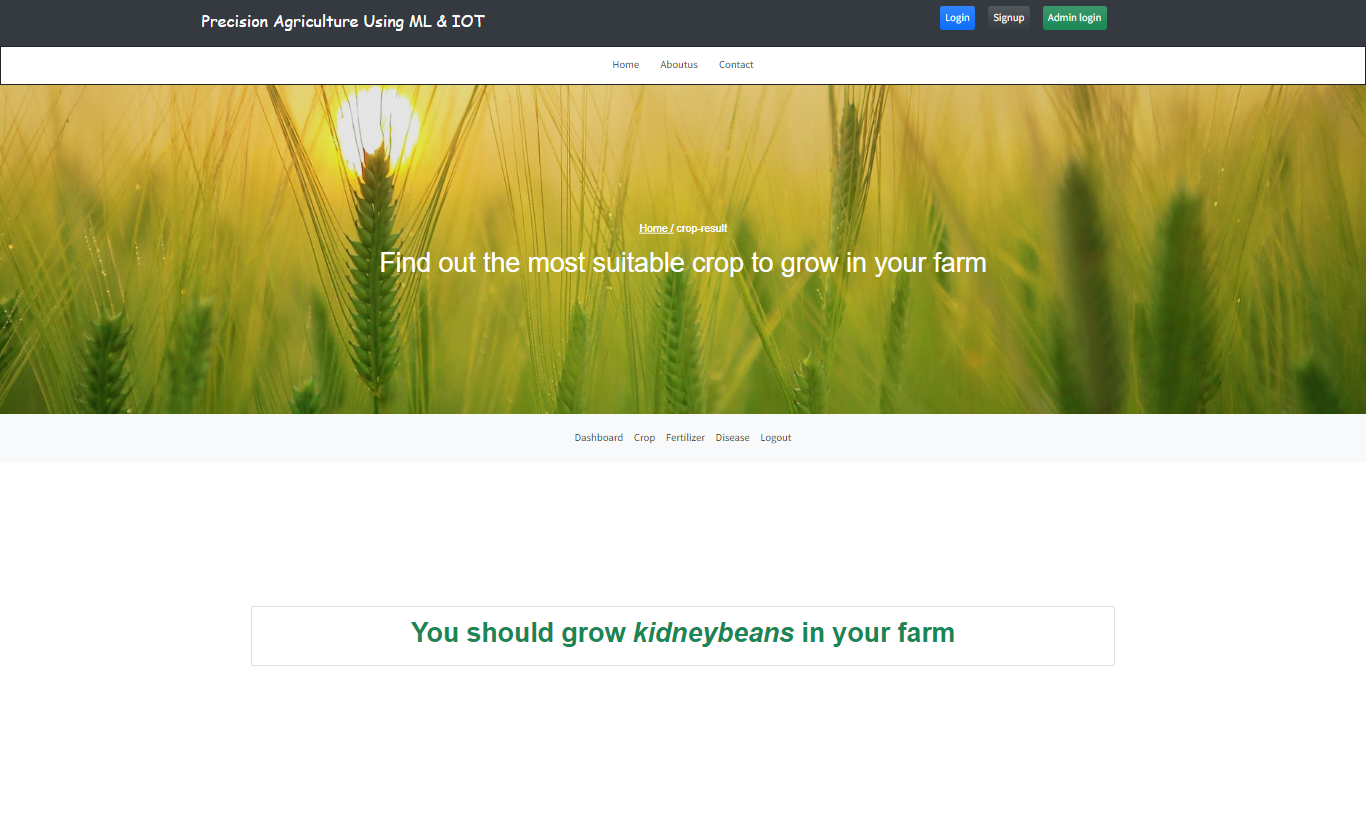 Precision Agriculture Using ML & IOT
Login Signup Admin login
Home Aboutus Contact
Home / crop-result
Find out the most suitable crop to grow in your farm
Dashboard Crop Fertilizer Disease Logout
You should grow kidneybeans in your farm